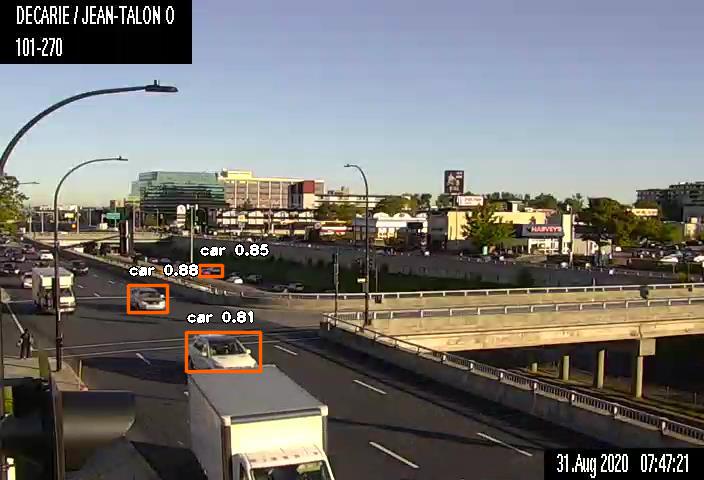 DECARIE / JEAN-TALON O
101-270
car 0.85
car 0.88
car 0.81
HARVEY'S
31.Aug 2020 07:47:21